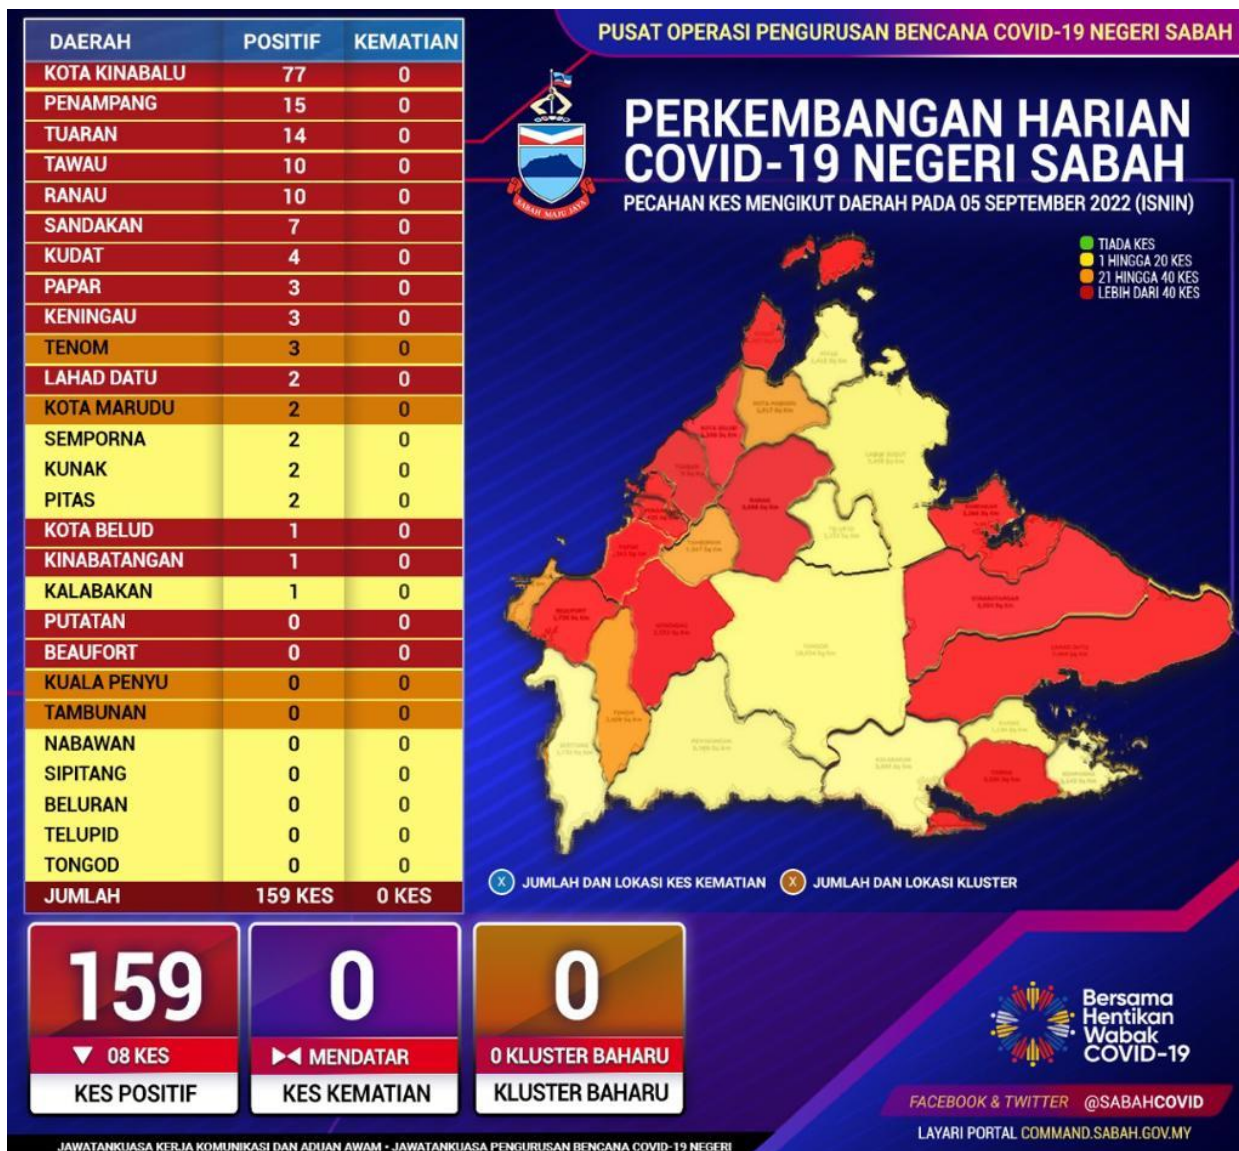 DAERAH POSITIF KEMATIAN
KOTA KINABALU 77 0
PENAMPANG 15 0
TUARAN 14 0
TAWAU 10 0
RANAU 10 0
SANDAKAN 7 0
KUDAT 4 0
PAPAR 3 0
KENINGAU 3 0
TENOM 3 0
LAHAD DATU 2 0
KOTA MARUDU 2 0
SEMPORNA 2 0
KUNAK 2 0
PITAS 2 0
KOTA BELUD 1 0
KINABATANGAN 1 0
KALABAKAN 1 0
PUTATAN 0 0
BEAUFORT 0 0
KUALA PENYU 0 0
TAMBUNAN 0 0
NABAWAN 0 0
SIPITANG 0 0
BELURAN 0 0
TELUPID 0 0
TONGOD 0 0
JUMLAH 159 KES 0 KES
PUSAT OPERASI PENGURUSAN BENCANA COVID-19 NEGERI SABAH
SABAH MAJU JAYA
PERKEMBANGAN HARIAN
COVID-19 NEGERI SABAH
PECAHAN KES MENGIKUT DAERAH PADA 05 SEPTEMBER 2022 (ISNIN)
TIADA KES
1 HINGGA 20 KES
21 HINGGA 40 KES
LEBIH DARI 40 KES
X JUMLAH DAN LOKASI KES KEMATIAN X JUMLAH DAN LOKASI KLUSTER
159
▼ 08 KES
KES POSITIF
0
MENDATAR
KES KEMATIAN
0
0 KLUSTER BAHARU
KLUSTER BAHARU
Bersama
Hentikan
Wabak
COVID-19
FACEBOOK & TWITTER @SABAHCOVID
LAYARI PORTAL COMMAND.SABAH.GOV.MY
JAWATANKUASA KERJA KOMUNIKASI DAN ADUAN AWAM • JAWATANKUASA PENGURUSAN BENCANA COVID-19 NEGERI